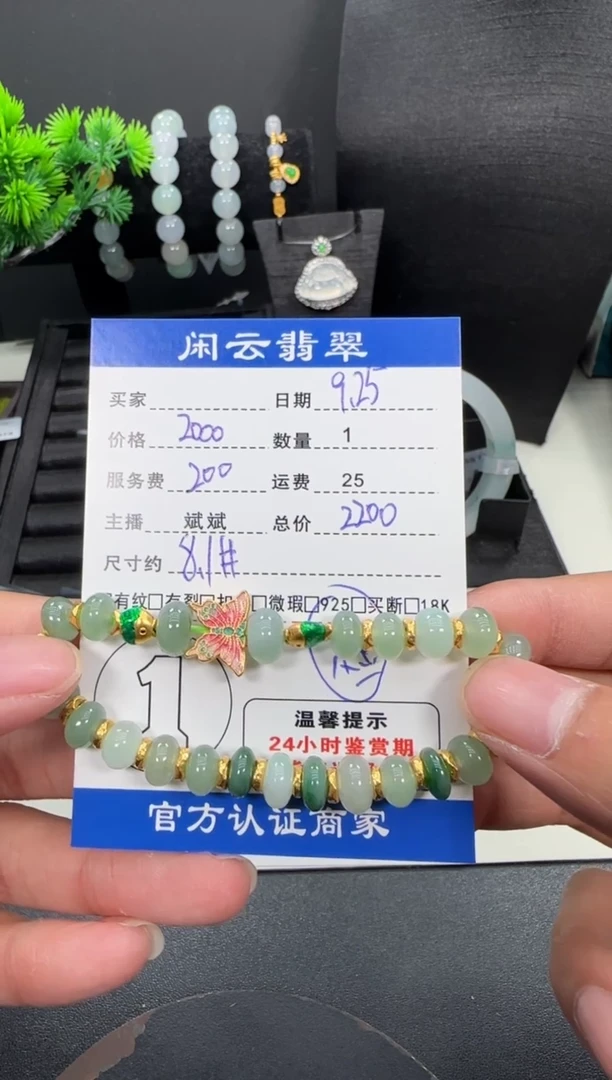 闲云翡翠
买家 日期 9.25
价格 2000 数量 1
服务费 200 运费 25
主播 斌斌 总价 2200
尺寸约 8.1#
有纹□有裂□ □微瑕□925□买断□18K
1
温馨提示
24小时鉴赏期
官方认证商家